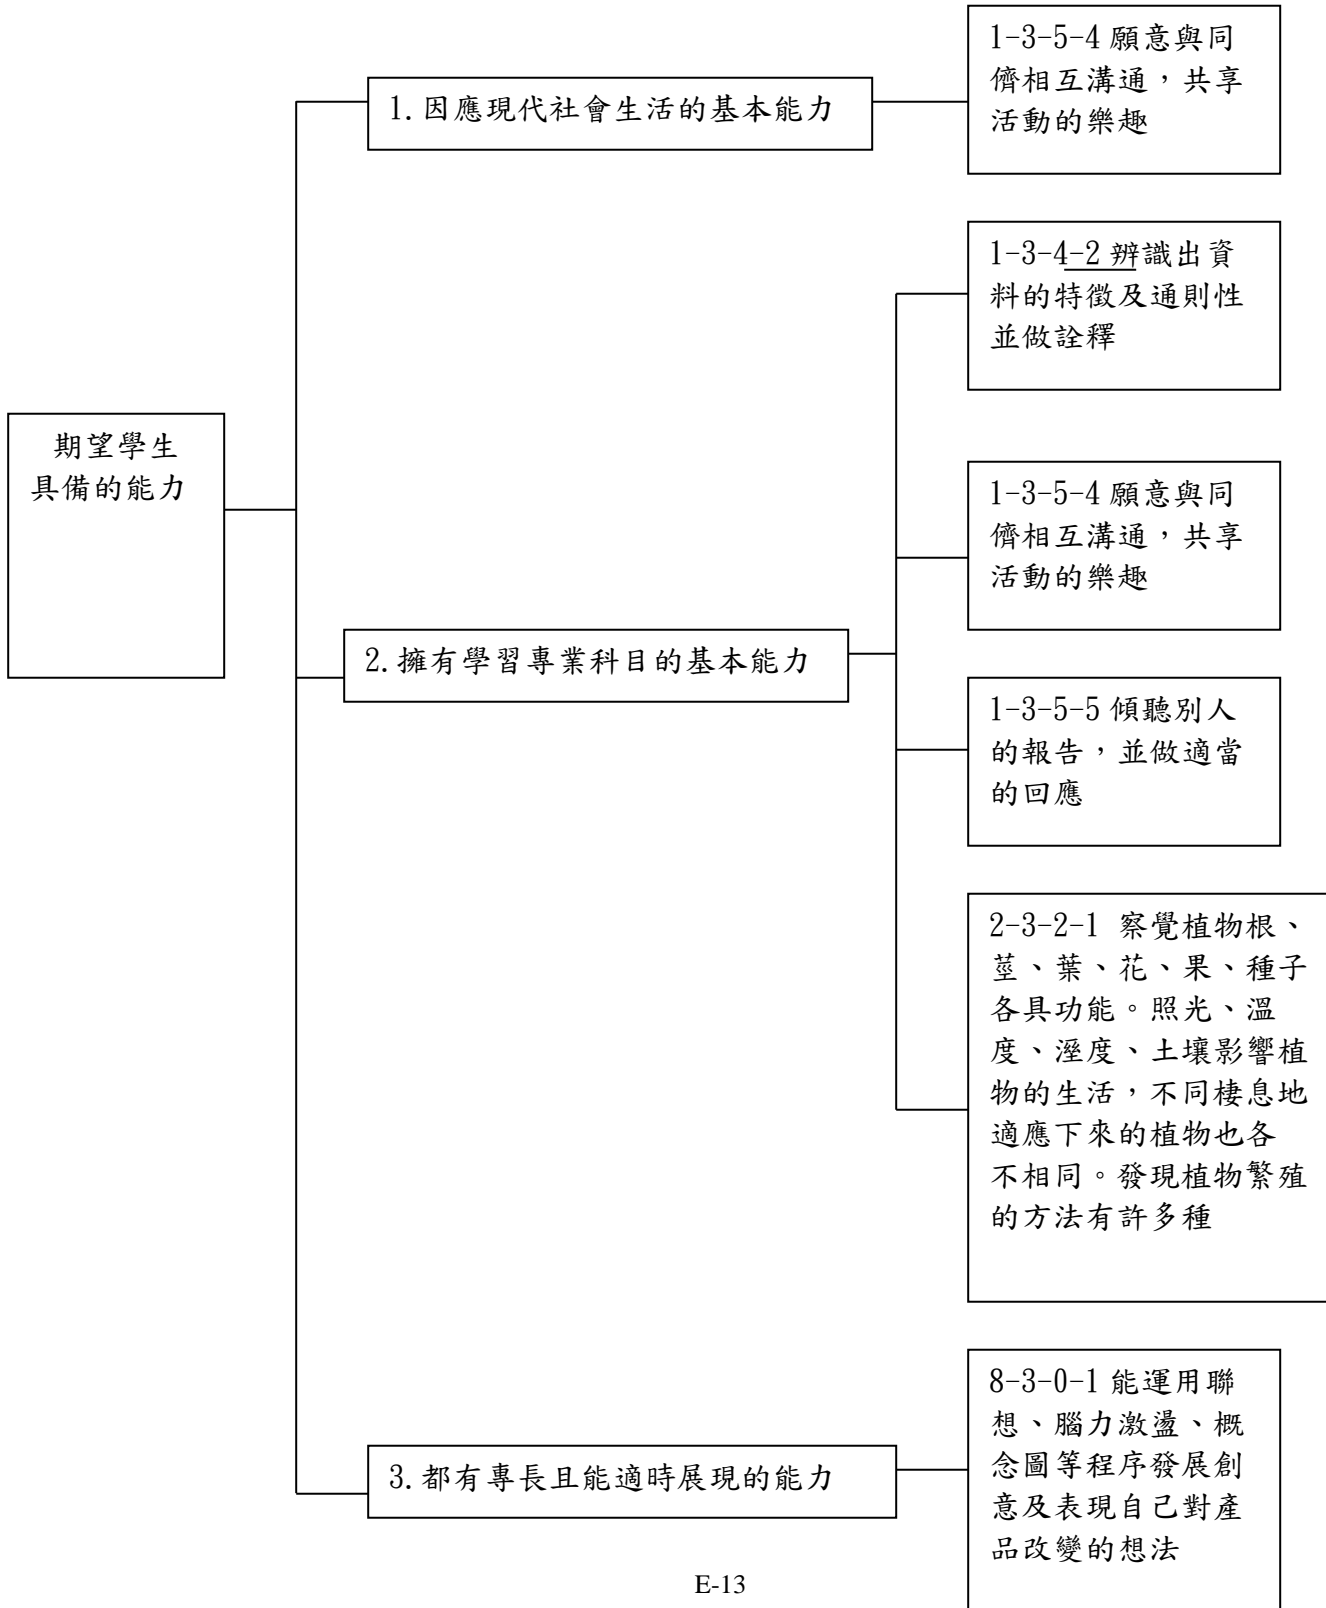 1-3-5-4 願意與同
儕相互溝通，共享
活動的樂趣
1. 因應現代社會生活的基本能力
1-3-4-2 辨識出資
料的特徵及通則性
並做詮釋
期望學生
具備的能力
1-3-5-4 願意與同
儕相互溝通，共享
活動的樂趣
2. 擁有學習專業科目的基本能力
1-3-5-5 傾聽別人
的報告，並做適當
的回應
2-3-2-1 察覺植物根、
莖、葉、花、果、種子
各具功能。照光、溫
度、溼度、土壤影響植
物的生活，不同棲息地
適應下來的植物也各
不相同。發現植物繁殖
的方法有許多種
8-3-0-1 能運用聯
想、腦力激盪、概
念圖等程序發展創
意及表現自己對產
品改變的想法
3. 都有專長且能適時展現的能力
E-13